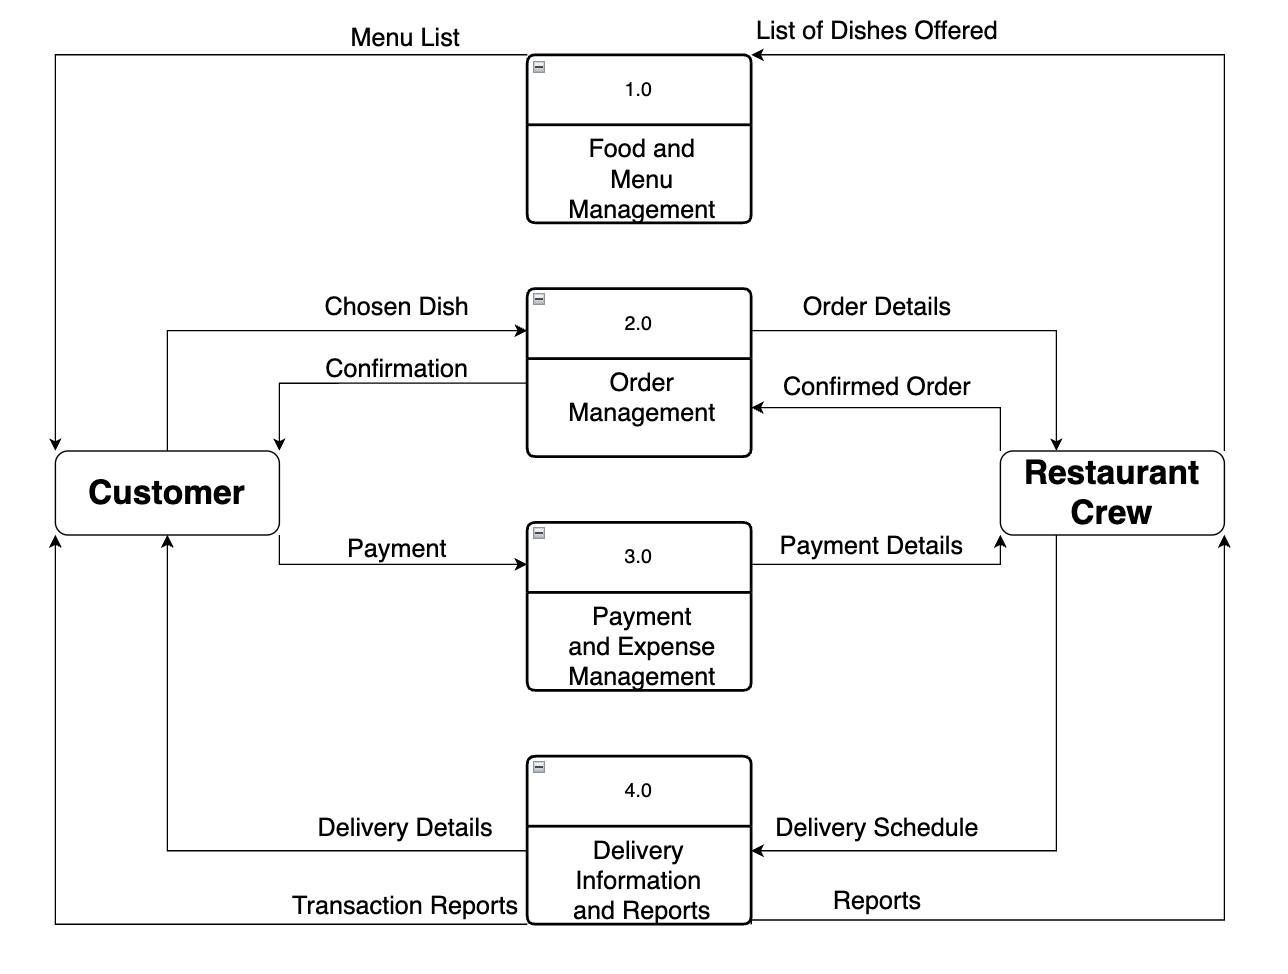 Menu List
List of Dishes Offered
1.0
Food and
Menu
Management
Chosen Dish
2.0
Order Details
Confirmation
Order
Management
Confirmed Order
Customer
Restaurant
Crew
Payment
3.0
Payment Details
Payment
and Expense
Management
4.0
Delivery Details
Delivery Schedule
Delivery
Information
and Reports
Transaction Reports
Reports